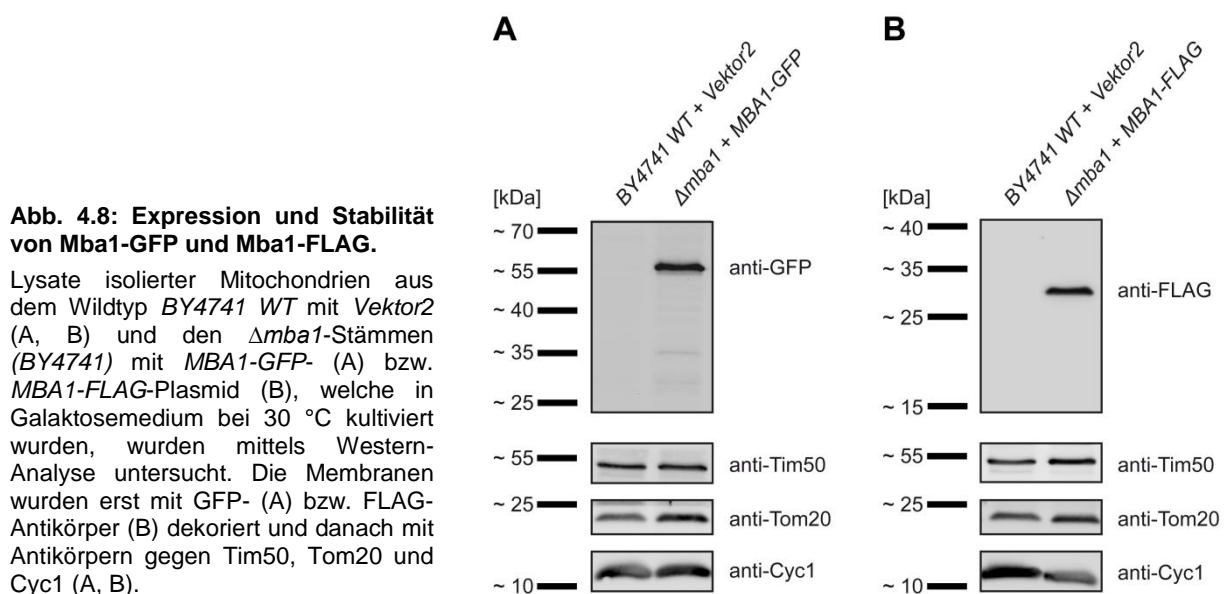 Abb. 4.8: Expression und Stabilität
von Mba1-GFP und Mba1-FLAG.
Lysate isolierter Mitochondrien aus
dem Wildtyp BY4741 WT mit Vektor2
(A, B) und den Δmba1-Stämmen
(BY4741) mit MBA1-GFP- (A) bzw.
MBA1-FLAG-Plasmid (B), welche in
Galaktosemedium bei 30 °C kultiviert
wurden, wurden mittels Western-
Analyse untersucht. Die Membranen
wurden erst mit GFP- (A) bzw. FLAG-
Antikörper (B) dekoriert und danach mit
Antikörpern gegen Tim50, Tom20 und
Cyc1 (A, B).
A
BY4741 WT + Vektor2
Δmba1 + MBA1-GFP
[kDa]
~ 70
~ 55
~ 40
~ 35
~ 25
anti-GFP
~ 55
anti-Tim50
~ 25
anti-Tom20
anti-Cyc1
~ 10
B
BY4741 WT + Vektor2
Δmba1 + MBA1-FLAG
[kDa]
~ 40
~ 35
~ 25
~ 15
anti-FLAG
~ 55
anti-Tim50
~ 25
anti-Tom20
anti-Cyc1
~ 10